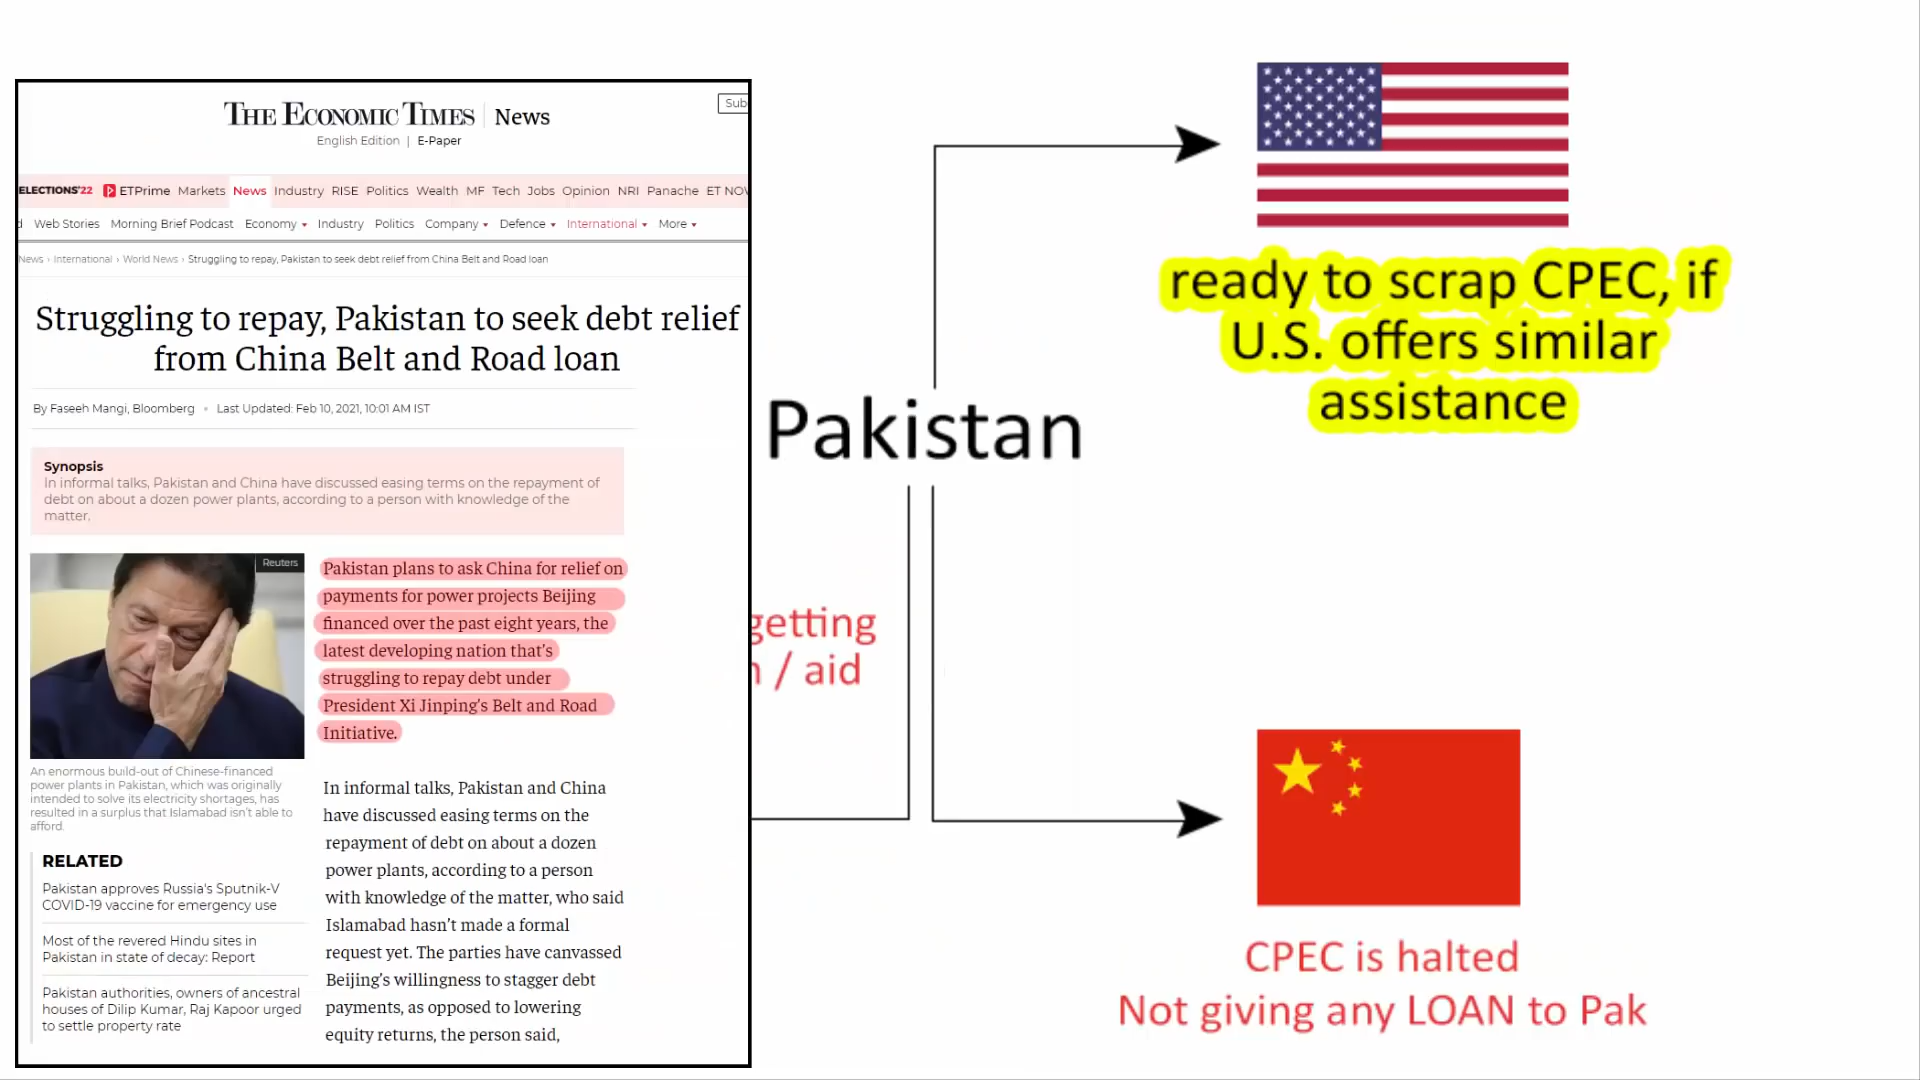 THE ECONOMIC TIMES | News
Sub
English Edition | E-Paper
ELECTIONS'22 ETPrime Markets News Industry RISE Politics Wealth MF Tech Jobs Opinion NRI Panache ET NOW
d Web Stories Morning Brief Podcast Economy Industry Politics Company Defence International More
News › International › World News › Struggling to repay, Pakistan to seek debt relief from China Belt and Road loan
Struggling to repay, Pakistan to seek debt relief
from China Belt and Road loan
By Faseeh Mangi, Bloomberg • Last Updated: Feb 10, 2021, 10:01 AM IST
Synopsis
In informal talks, Pakistan and China have discussed easing terms on the repayment of
debt on about a dozen power plants, according to a person with knowledge of the
matter.
Reuters
An enormous build-out of Chinese-financed
power plants in Pakistan, which was originally
intended to solve its electricity shortages, has
resulted in a surplus that Islamabad isn't able to
afford.
RELATED
Pakistan approves Russia's Sputnik-V
COVID-19 vaccine for emergency use
Most of the revered Hindu sites in
Pakistan in state of decay: Report
Pakistan authorities, owners of ancestral
houses of Dilip Kumar, Raj Kapoor urged
to settle property rate
Pakistan plans to ask China for relief on
payments for power projects Beijing
financed over the past eight years, the
latest developing nation that's
struggling to repay debt under
President Xi Jinping's Belt and Road
Initiative.
In informal talks, Pakistan and China
have discussed easing terms on the
repayment of debt on about a dozen
power plants, according to a person
with knowledge of the matter, who said
Islamabad hasn't made a formal
request yet. The parties have canvassed
Beijing's willingness to stagger debt
payments, as opposed to lowering
equity returns, the person said,
Pakistan
getting
/ aid
ready to scrap CPEC, if
U.S. offers similar
assistance
CPEC is halted
Not giving any LOAN to Pak